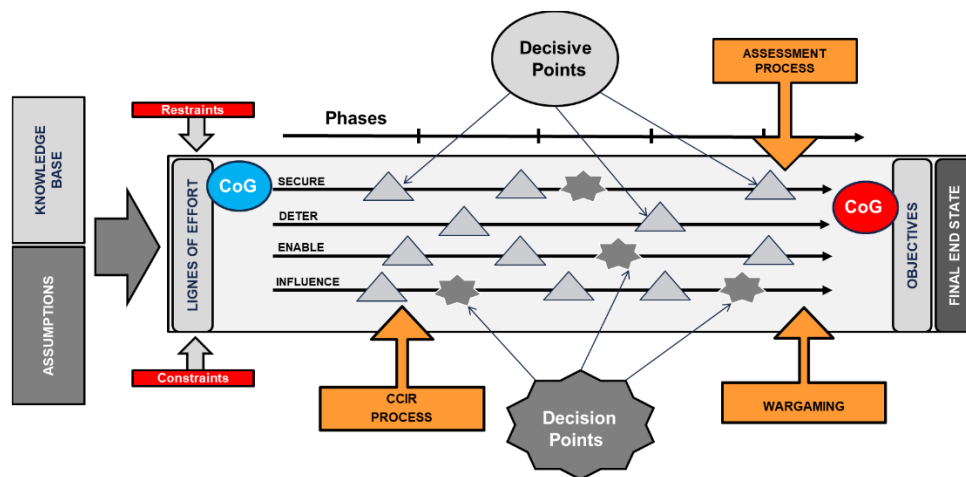 Decisive
Points
ASSESSMENT
PROCESS
Restraints
Phases
KNOWLEDGE
BASE
ASSUMPTIONS
LIGNES OF EFFORT
CoG
SECURE
DETER
ENABLE
INFLUENCE
CoG
OBJECTIVES
FINAL END STATE
Constraints
CCIR
PROCESS
Decision
Points
WARGAMING